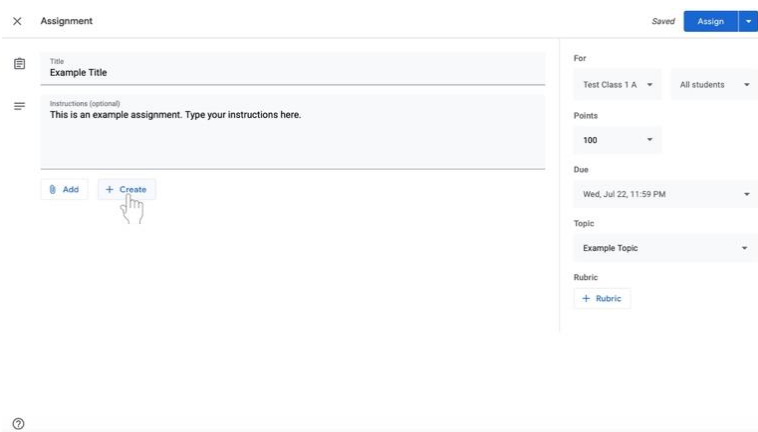 Assignment
Saved
Assign
Title
Example Title
Instructions (optional)
This is an example assignment. Type your instructions here.
Add
+ Create
For
Test Class 1 A
All students
Points
100
Due
Wed, Jul 22, 11:59 PM
Topic
Example Topic
Rubric
+ Rubric